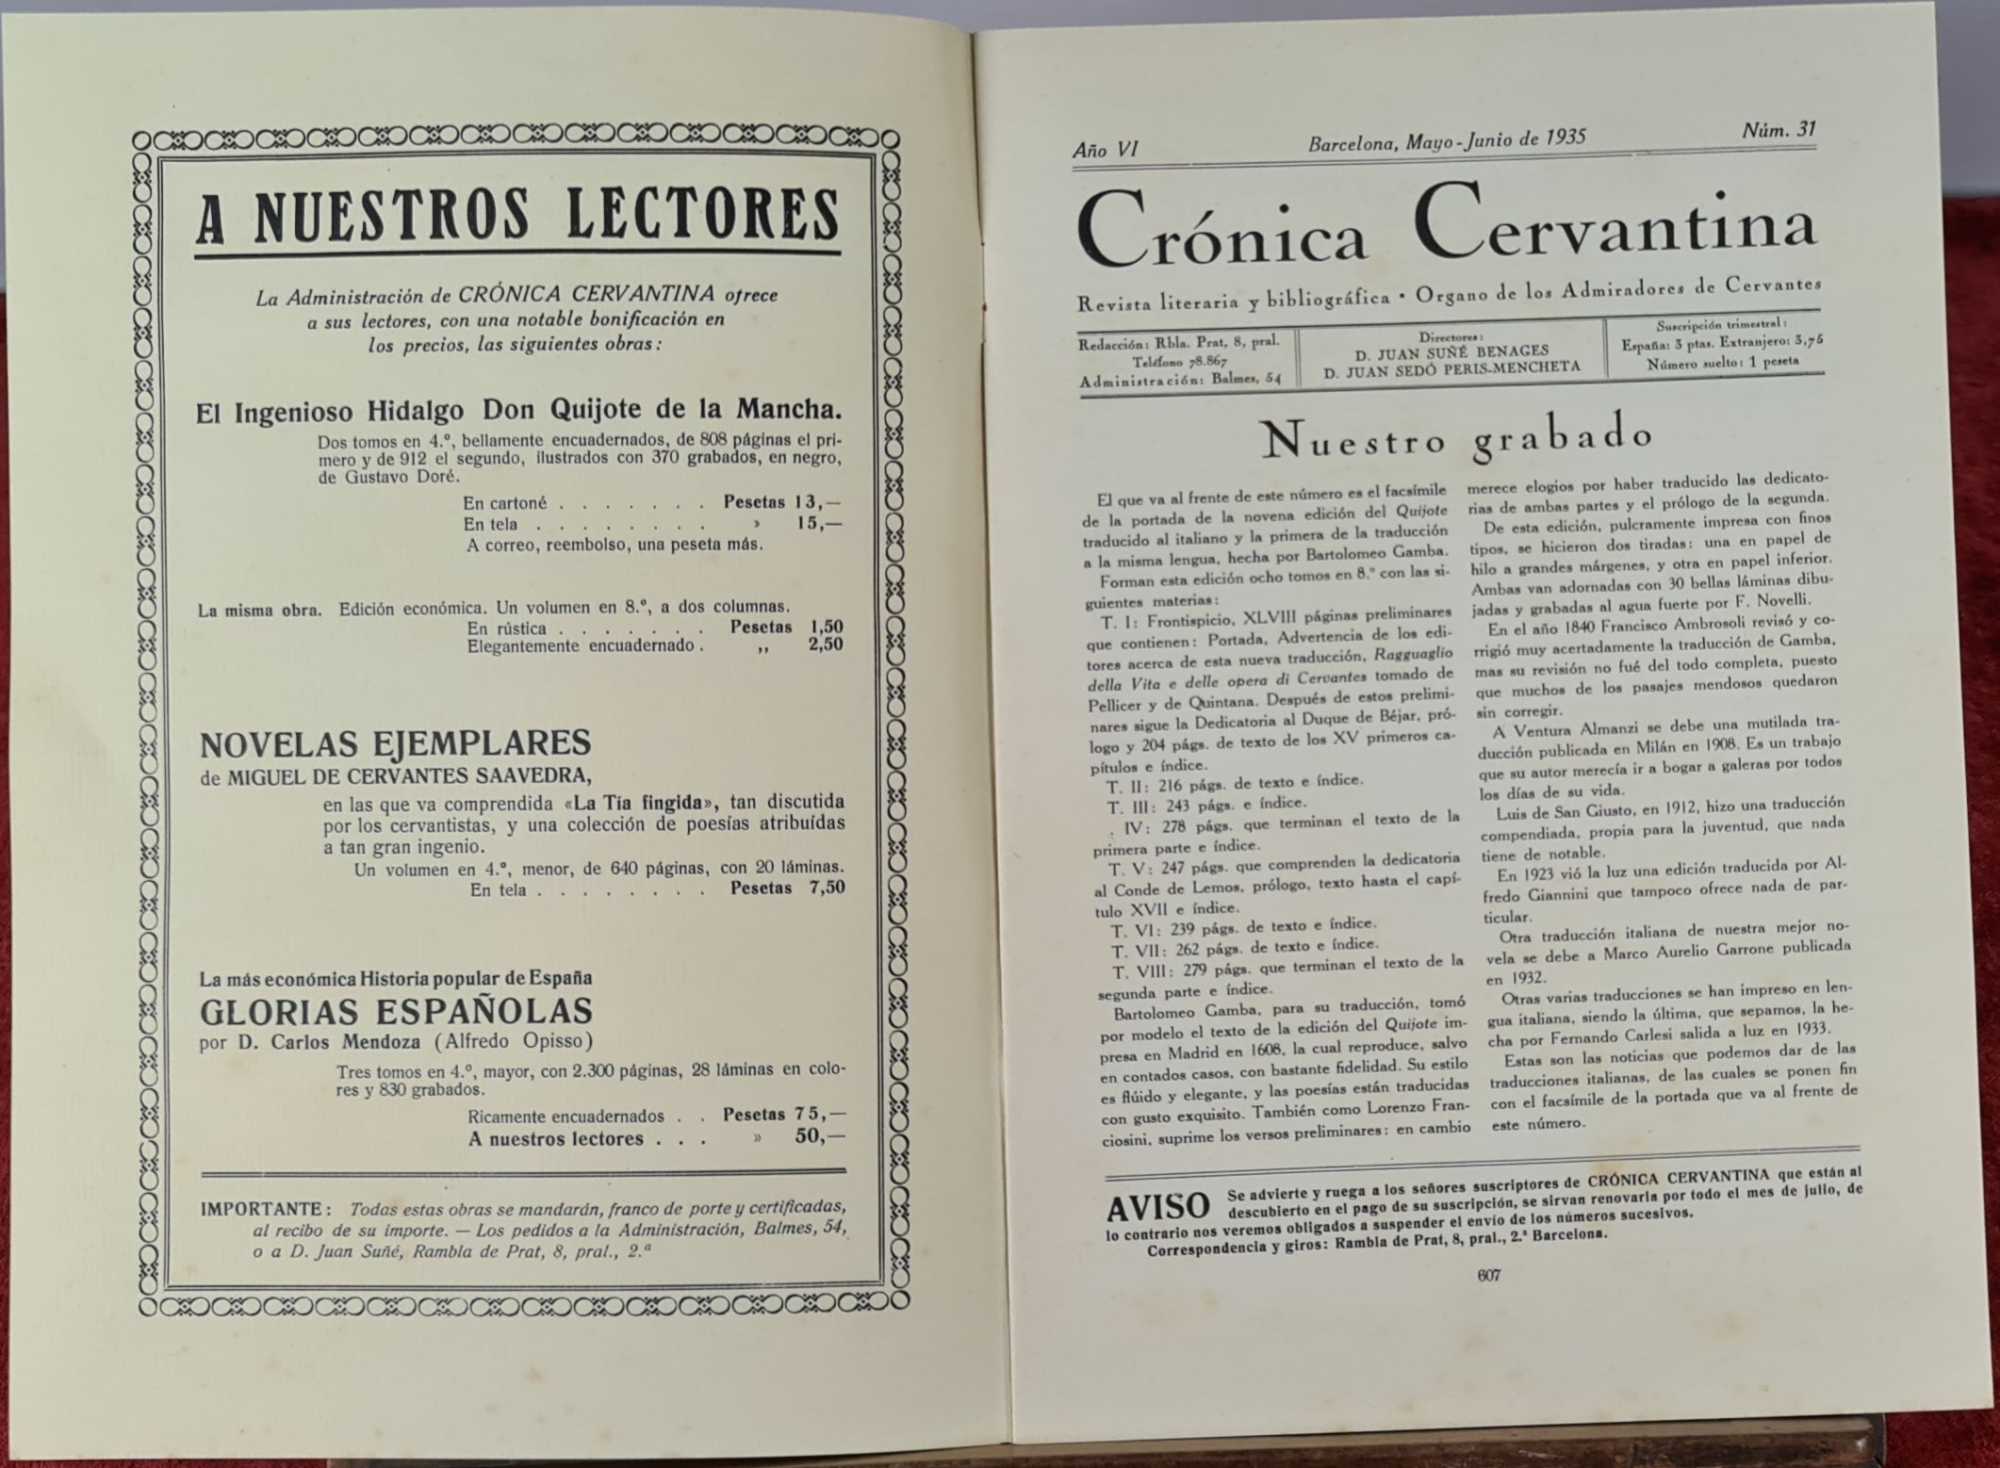 A NUESTROS LECTORES
La Administración de CRÓNICA CERVANTINA ofrece
a sus lectores, con una notable bonificación en
los precios, las siguientes obras:
El Ingenioso Hidalgo Don Quijote de la Mancha.
Dos tomos en 4.º, bellamente encuadernados, de 808 páginas el pri-
mero y de 912 el segundo, ilustrados con 370 grabados, en negro,
de Gustavo Doré.
En cartoné . . . . . . . Pesetas 13,—
En tela . . . . . . . . » 15,—
A correo, reembolso, una peseta más.
La misma obra. Edición económica. Un volumen en 8.º, a dos columnas.
En rústica . . . . . . . Pesetas 1,50
Elegantemente encuadernado . ,, 2,50
NOVELAS EJEMPLARES
de MIGUEL DE CERVANTES SAAVEDRA,
en las que va comprendida «La Tía fingida», tan discutida
por los cervantistas, y una colección de poesías atribuídas
a tan gran ingenio.
Un volumen en 4.º, menor, de 640 páginas, con 20 láminas.
En tela . . . . . . . . Pesetas 7,50
La más económica Historia popular de España
GLORIAS ESPAÑOLAS
por D. Carlos Mendoza (Alfredo Opisso)
Tres tomos en 4.º, mayor, con 2.300 páginas, 28 láminas en colo-
res y 830 grabados.
Ricamente encuadernados . . Pesetas 75,—
A nuestros lectores . . . » 50,—
IMPORTANTE: Todas estas obras se mandarán, franco de porte y certificadas,
al recibo de su importe. — Los pedidos a la Administración, Balmes, 54,
o a D. Juan Suñé, Rambla de Prat, 8, pral., 2.ª
Año VI Barcelona, Mayo-Junio de 1935 Núm. 31
Crónica Cervantina
Revista literaria y bibliográfica • Organo de los Admiradores de Cervantes
Redacción: Rbla. Prat, 8, pral.
Teléfono 78.867
Administración: Balmes, 54
Directores:
D. JUAN SUÑÉ BENAGES
D. JUAN SEDÓ PERIS-MENCHETA
Suscripción trimestral:
España: 3 ptas. Extranjero: 3,75
Número suelto: 1 peseta
Nuestro grabado
El que va al frente de este número es el facsímile
de la portada de la novena edición del Quijote
traducido al italiano y la primera de la traducción
a la misma lengua, hecha por Bartolomeo Gamba.
Forman esta edición ocho tomos en 8.º con las si-
guientes materias:
T. I: Frontispicio, XLVIII páginas preliminares
que contienen: Portada, Advertencia de los edi-
tores acerca de esta nueva traducción, Ragguaglio
della Vita e delle opera di Cervantes tomado de
Pellicer y de Quintana. Después de estos prelimi-
nares sigue la Dedicatoria al Duque de Béjar, pró-
logo y 204 págs. de texto de los XV primeros ca-
pítulos e índice.
T. II: 216 págs. de texto e índice.
T. III: 243 págs. e índice.
. IV: 278 págs. que terminan el texto de la
primera parte e índice.
T. V: 247 págs. que comprenden la dedicatoria
al Conde de Lemos, prólogo, texto hasta el capí-
tulo XVII e índice.
T. VI: 239 págs. de texto e índice.
T. VII: 262 págs. de texto e índice.
T. VIII: 279 págs. que terminan el texto de la
segunda parte e índice.
Bartolomeo Gamba, para su traducción, tomó
por modelo el texto de la edición del Quijote im-
presa en Madrid en 1608, la cual reproduce, salvo
en contados casos, con bastante fidelidad. Su estilo
es flúido y elegante, y las poesías están traducidas
con gusto exquisito. También como Lorenzo Fran-
ciosini, suprime los versos preliminares: en cambio
merece elogios por haber traducido las dedicato-
rias de ambas partes y el prólogo de la segunda.
De esta edición, pulcramente impresa con finos
tipos, se hicieron dos tiradas: una en papel de
hilo a grandes márgenes, y otra en papel inferior.
Ambas van adornadas con 30 bellas láminas dibu-
jadas y grabadas al agua fuerte por F. Novelli.
En el año 1840 Francisco Ambrosoli revisó y co-
rrigió muy acertadamente la traducción de Gamba,
mas su revisión no fué del todo completa, puesto
que muchos de los pasajes mendosos quedaron
sin corregir.
A Ventura Almanzi se debe una mutilada tra-
ducción publicada en Milán en 1908. Es un trabajo
que su autor merecía ir a bogar a galeras por todos
los días de su vida.
Luis de San Giusto, en 1912, hizo una traducción
compendiada, propia para la juventud, que nada
tiene de notable.
En 1923 vió la luz una edición traducida por Al-
fredo Giannini que tampoco ofrece nada de par-
ticular.
Otra traducción italiana de nuestra mejor no-
vela se debe a Marco Aurelio Garrone publicada
en 1932.
Otras varias traducciones se han impreso en len-
gua italiana, siendo la última, que sepamos, la he-
cha por Fernando Carlesi salida a luz en 1933.
Estas son las noticias que podemos dar de las
traducciones italianas, de las cuales se ponen fin
con el facsímile de la portada que va al frente de
este número.
AVISO Se advierte y ruega a los señores suscriptores de CRÓNICA CERVANTINA que están al
descubierto en el pago de su suscripción, se sirvan renovarla por todo el mes de julio, de
lo contrario nos veremos obligados a suspender el envío de los números sucesivos.
Correspondencia y giros: Rambla de Prat, 8, pral., 2.ª Barcelona.
607